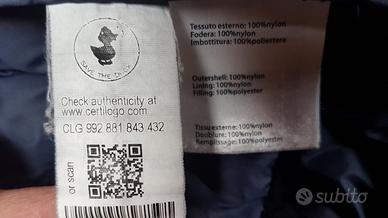 SAVE THE DUCK
Check authenticity at
www.certilogo.com
CLG 992 881 843 432
or scan
Tessuto esterno: 100%nylon
Fodera: 100%nylon
Imbottitura: 100%poliestere
Outershell: 100%nylon
Lining: 100%nylon
Filling: 100%polyester
Tissu externe: 100%nylon
Doublure: 100%nylon
Remplissage: 100%polyester
subito